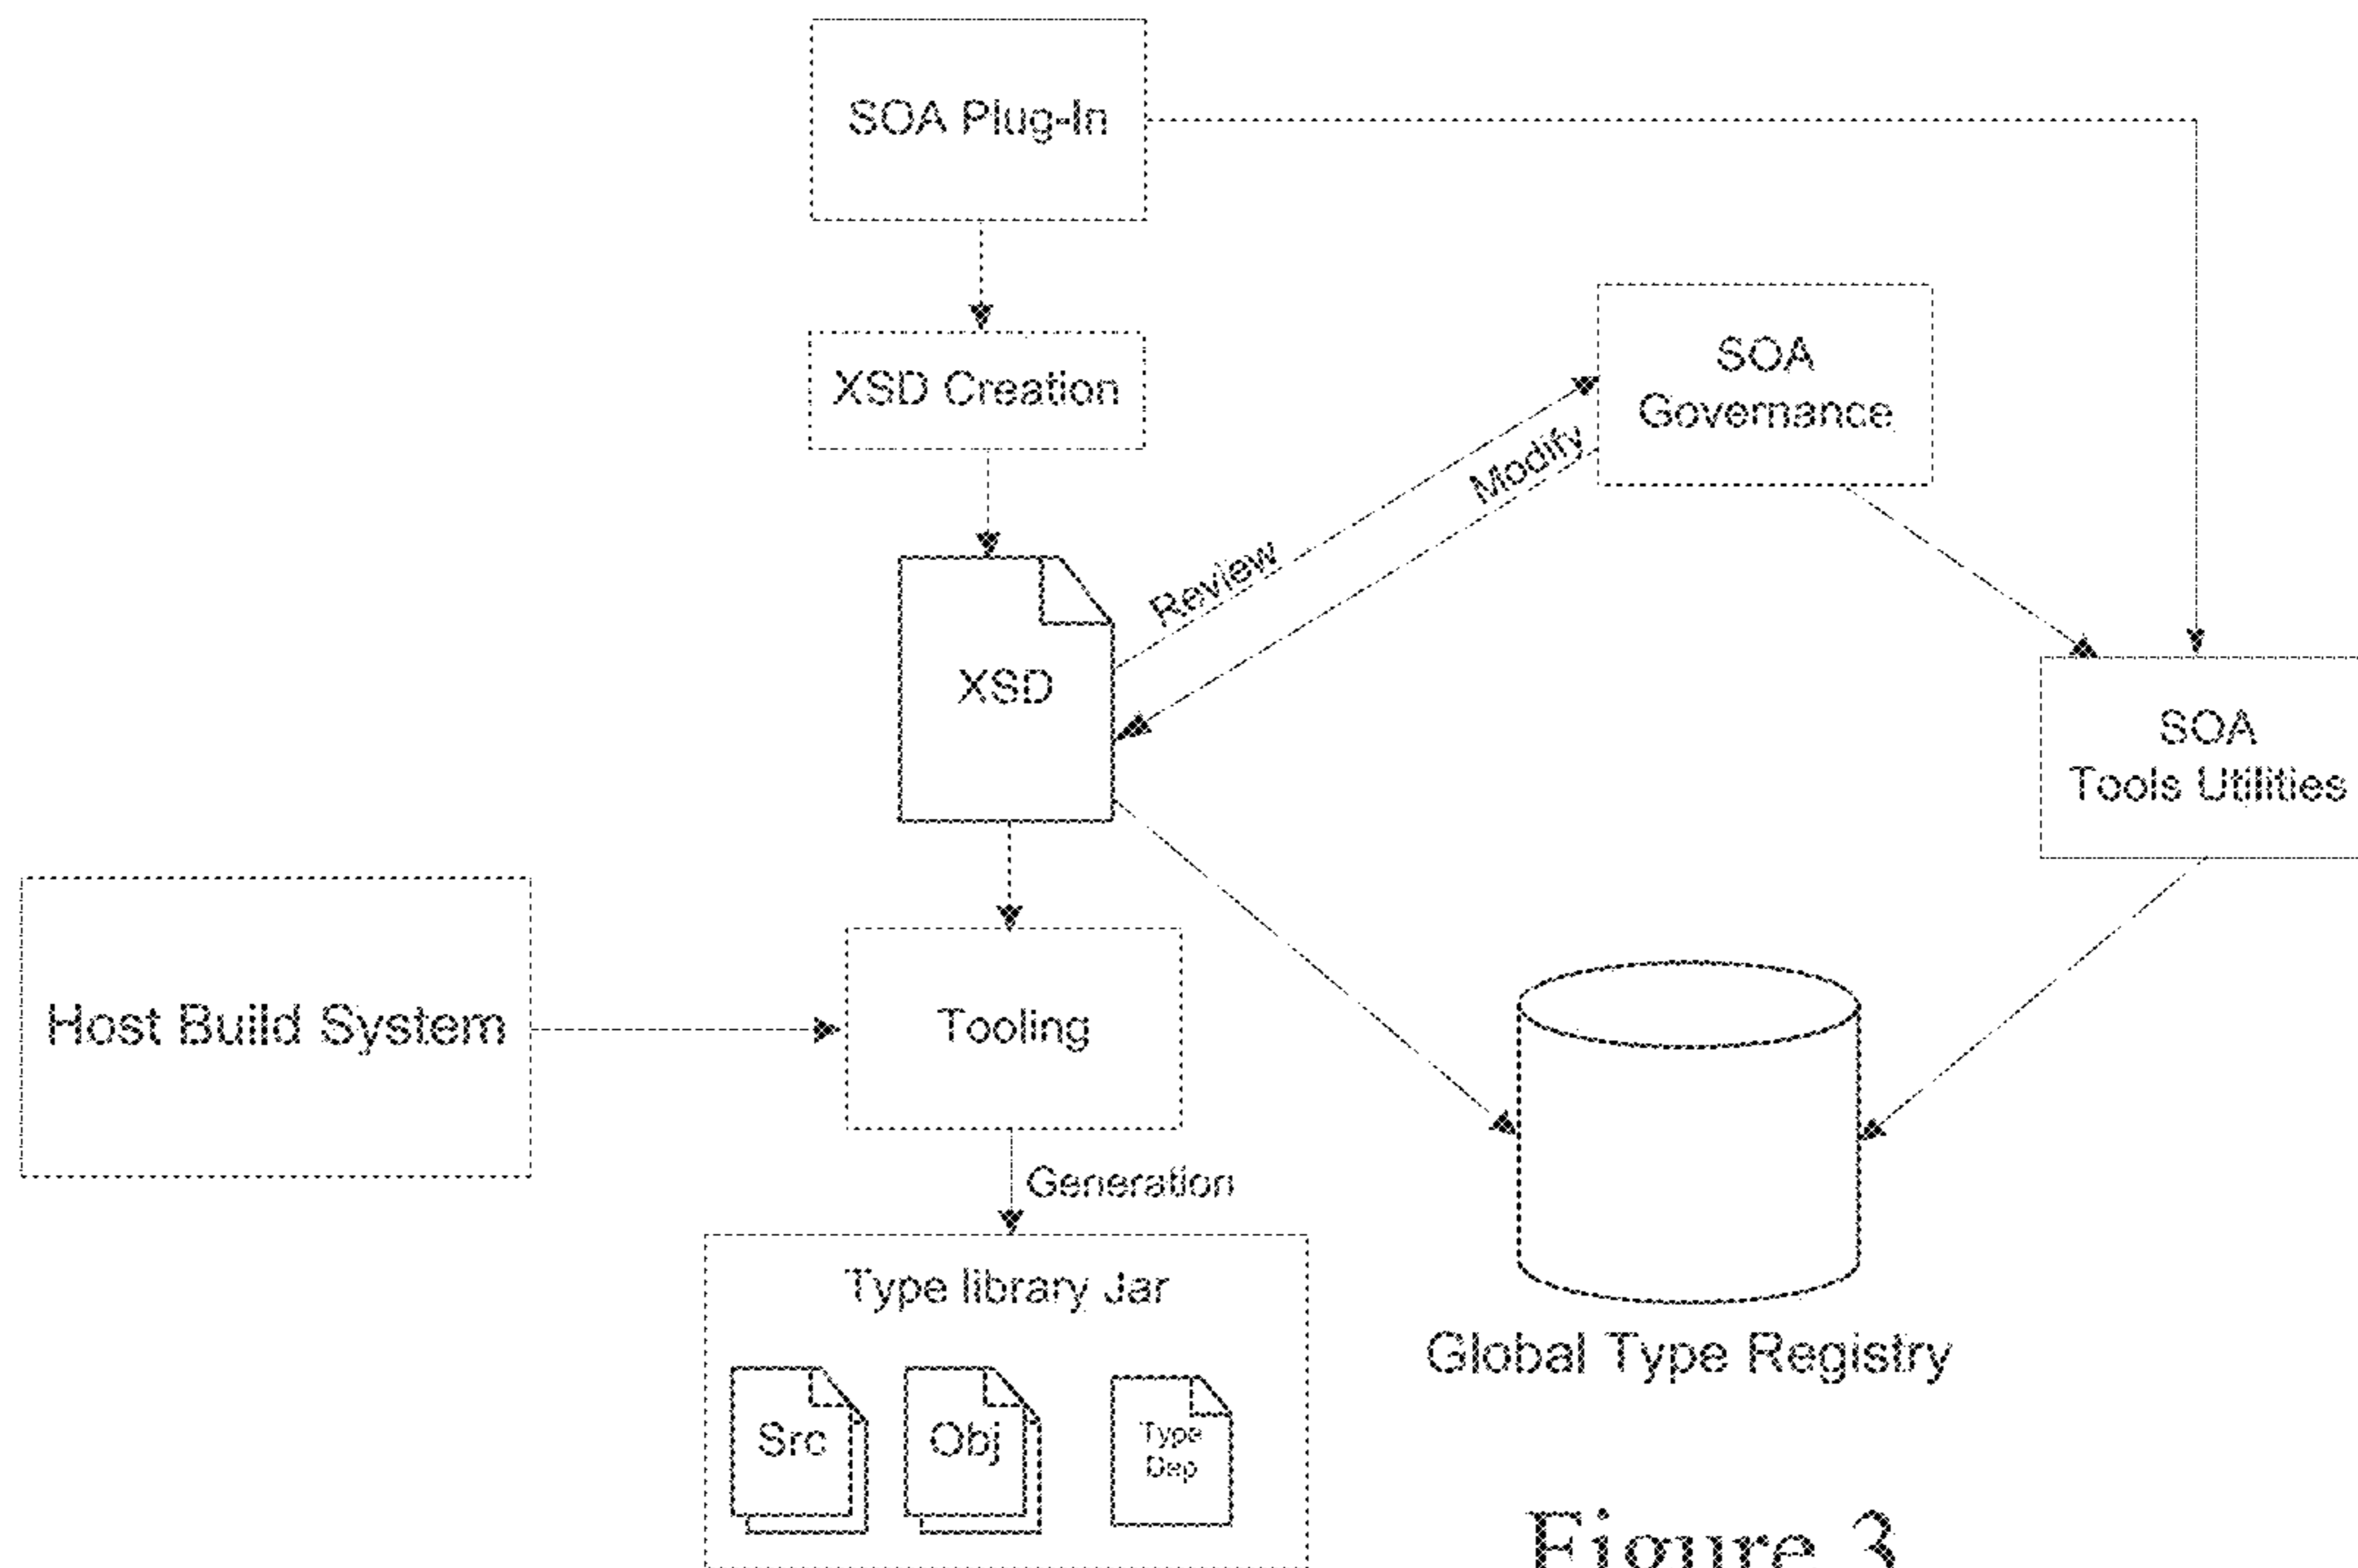 SOA Plug-In
XSD Creation
SOA
Governance
Modify
Review
XSD
SOA
Tools Utilities
Host Build System
Tooling
Generation
Type library Jar
Global Type Registry
Src
Obj
Type
Dep
Figure 3